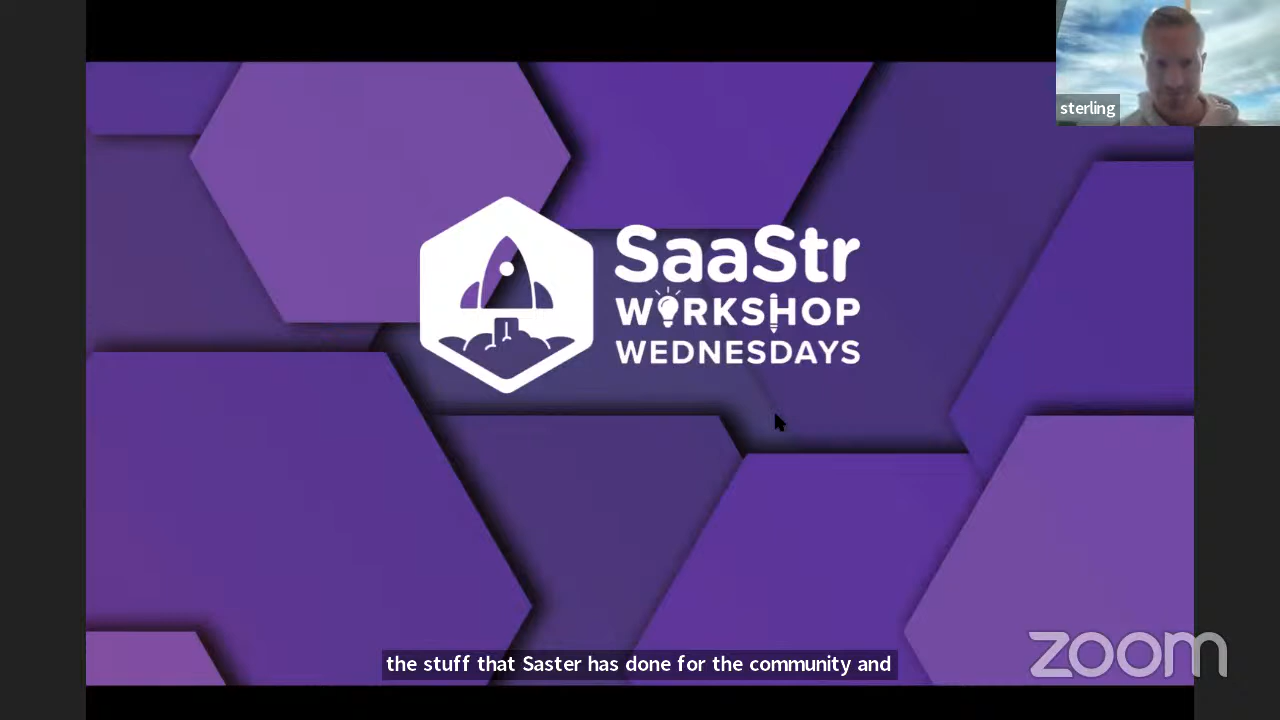 sterling
SaaStr
WORKSHOP
WEDNESDAYS
the stuff that Saster has done for the community and
zoom